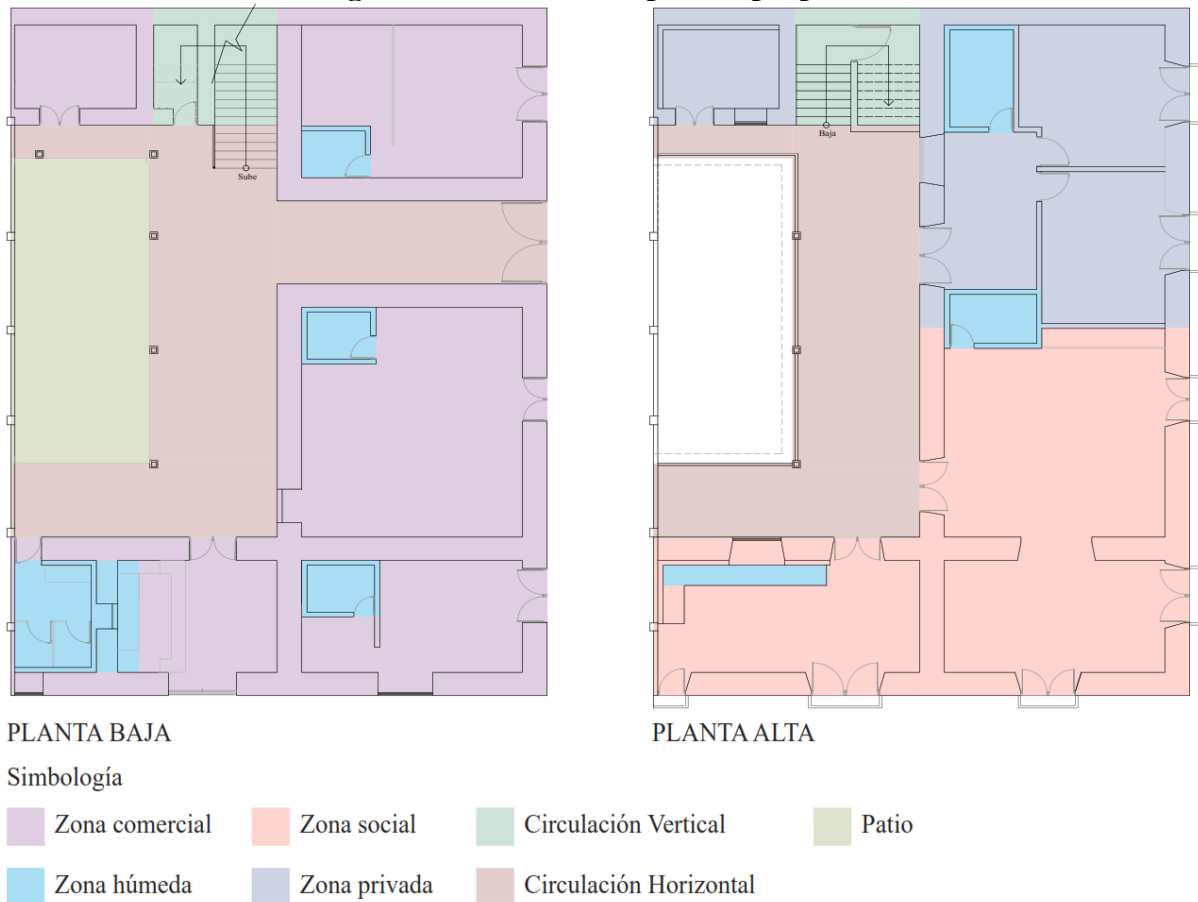 Sube
Baja
PLANTA BAJA
PLANTA ALTA
Simbología
Zona comercial
Zona social
Circulación Vertical
Patio
Zona húmeda
Zona privada
Circulación Horizontal